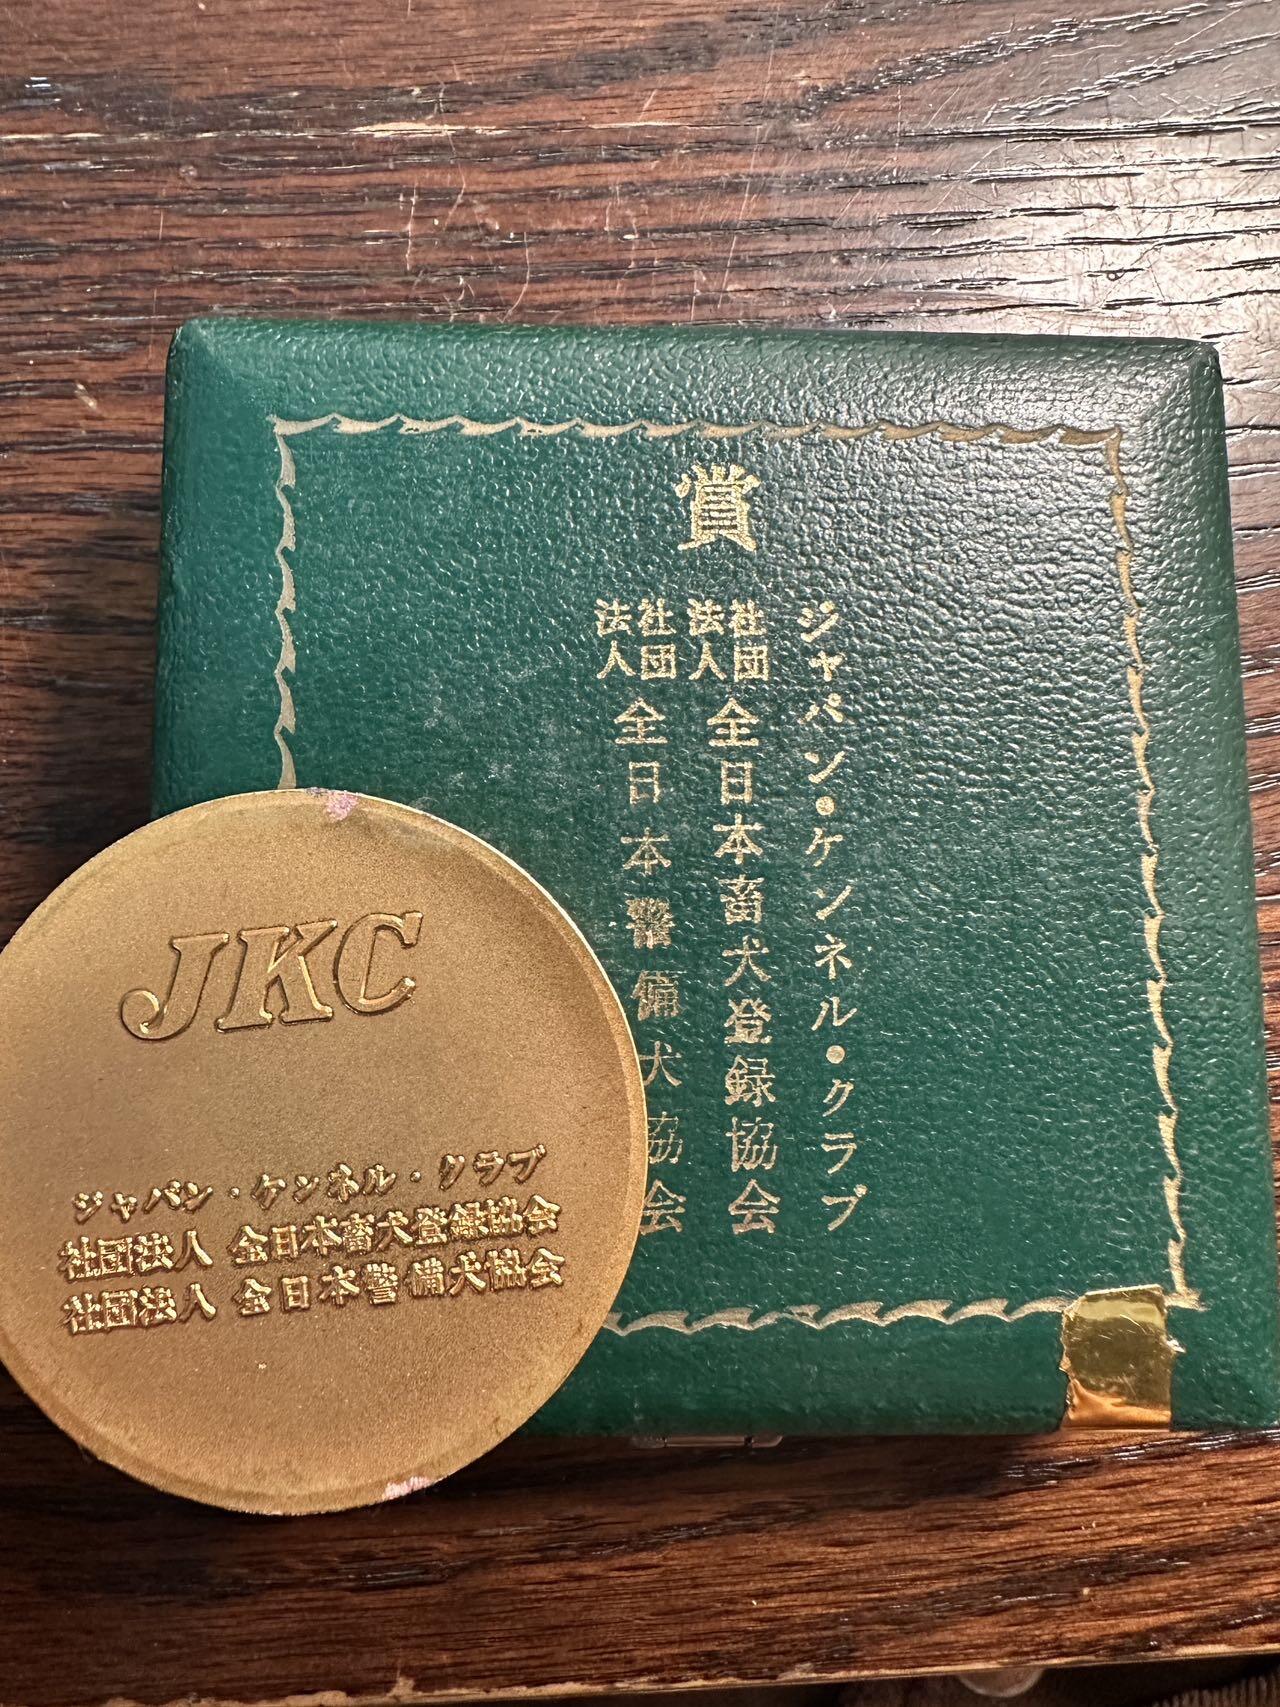 賞
ジャパン・ケンネル・クラブ
社団法人 全日本畜犬登録協会
社団法人 全日本警備犬協会
JKC
ジャパン・ケンネル・クラブ
社団法人 全日本畜犬登録協会
社団法人 全日本警備犬協会